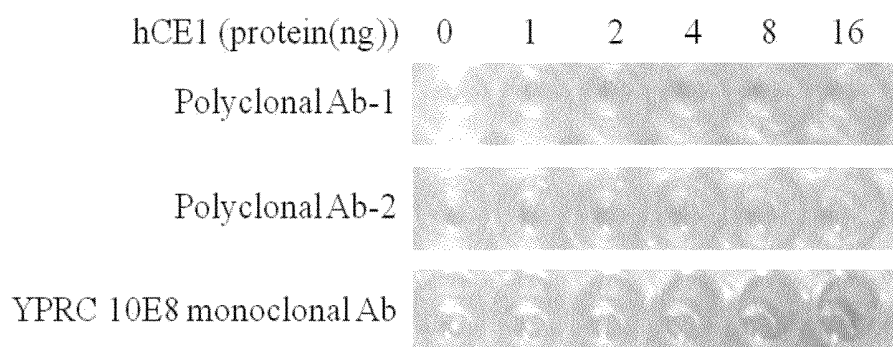 hCE1 (protein(ng)) 0 1 2 4 8 16
Polyclonal Ab-1
Polyclonal Ab-2
YPRC 10E8 monoclonal Ab